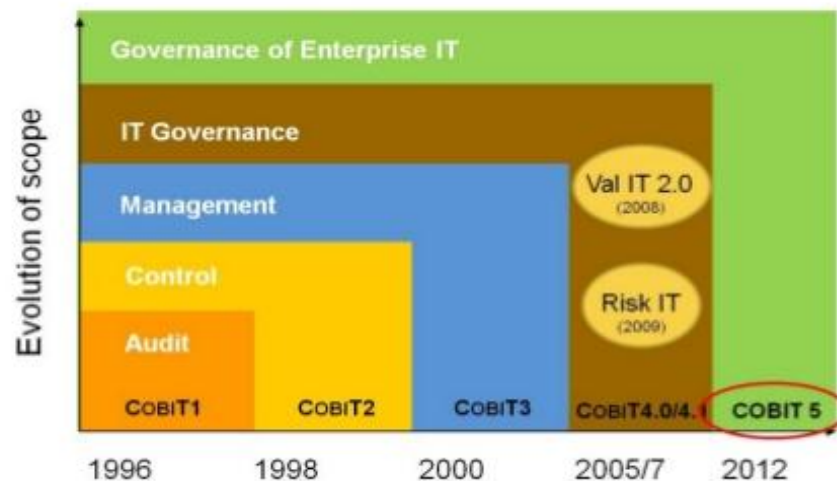 Evolution of scope
Governance of Enterprise IT
IT Governance
Val IT 2.0
(2008)
Management
Control
Risk IT
(2009)
Audit
COBIT1
COBIT2
COBIT3
COBIT4.0/4.1
COBIT 5
1996
1998
2000
2005/7
2012